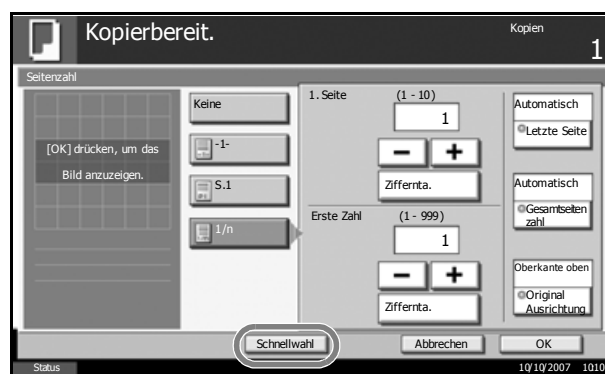 Kopierbereit.
Kopien
1
Seitenzahl
[OK] drücken, um das
Bild anzuzeigen.
Keine
-1-
S.1
1/n
1. Seite (1 - 10)
1
Ziffernta.
Erste Zahl (1 - 999)
1
Ziffernta.
Automatisch
Letzte Seite
Automatisch
Gesamtseiten
zahl
Oberkante oben
Original
Ausrichtung
Schnellwahl
Abbrechen
OK
Status
10/10/2007 1010